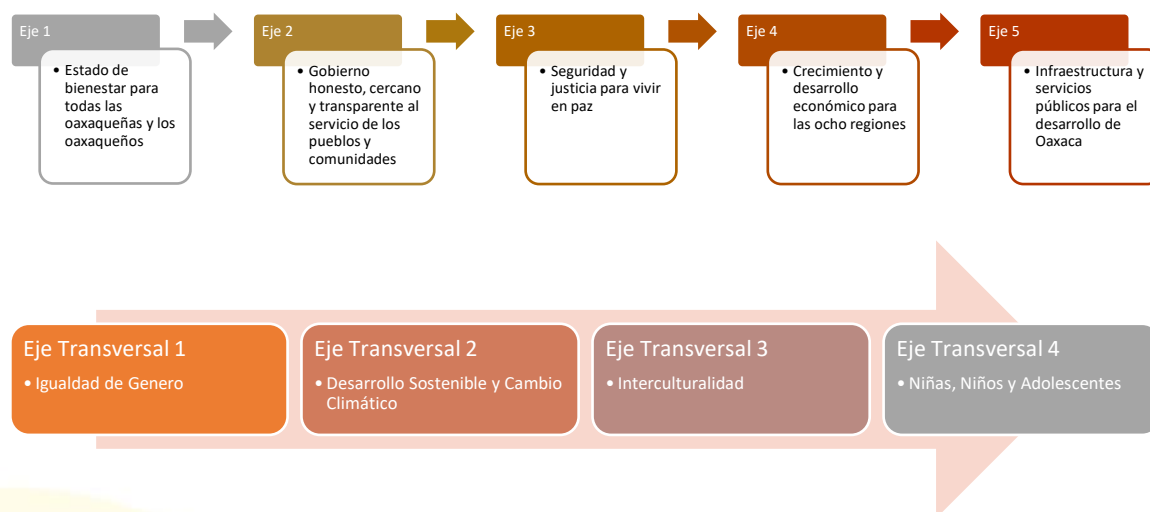 Eje 1
• Estado de
bienestar para
todas las
oaxaqueñas y los
oaxaqueños
Eje 2
• Gobierno
honesto, cercano
y transparente al
servicio de los
pueblos y
comunidades
Eje 3
• Seguridad y
justicia para vivir
en paz
Eje 4
• Crecimiento y
desarrollo
económico para
las ocho regiones
Eje 5
• Infraestructura y
servicios
públicos para el
desarrollo de
Oaxaca
Eje Transversal 1
• Igualdad de Genero
Eje Transversal 2
• Desarrollo Sostenible y Cambio
Climático
Eje Transversal 3
• Interculturalidad
Eje Transversal 4
• Niñas, Niños y Adolescentes